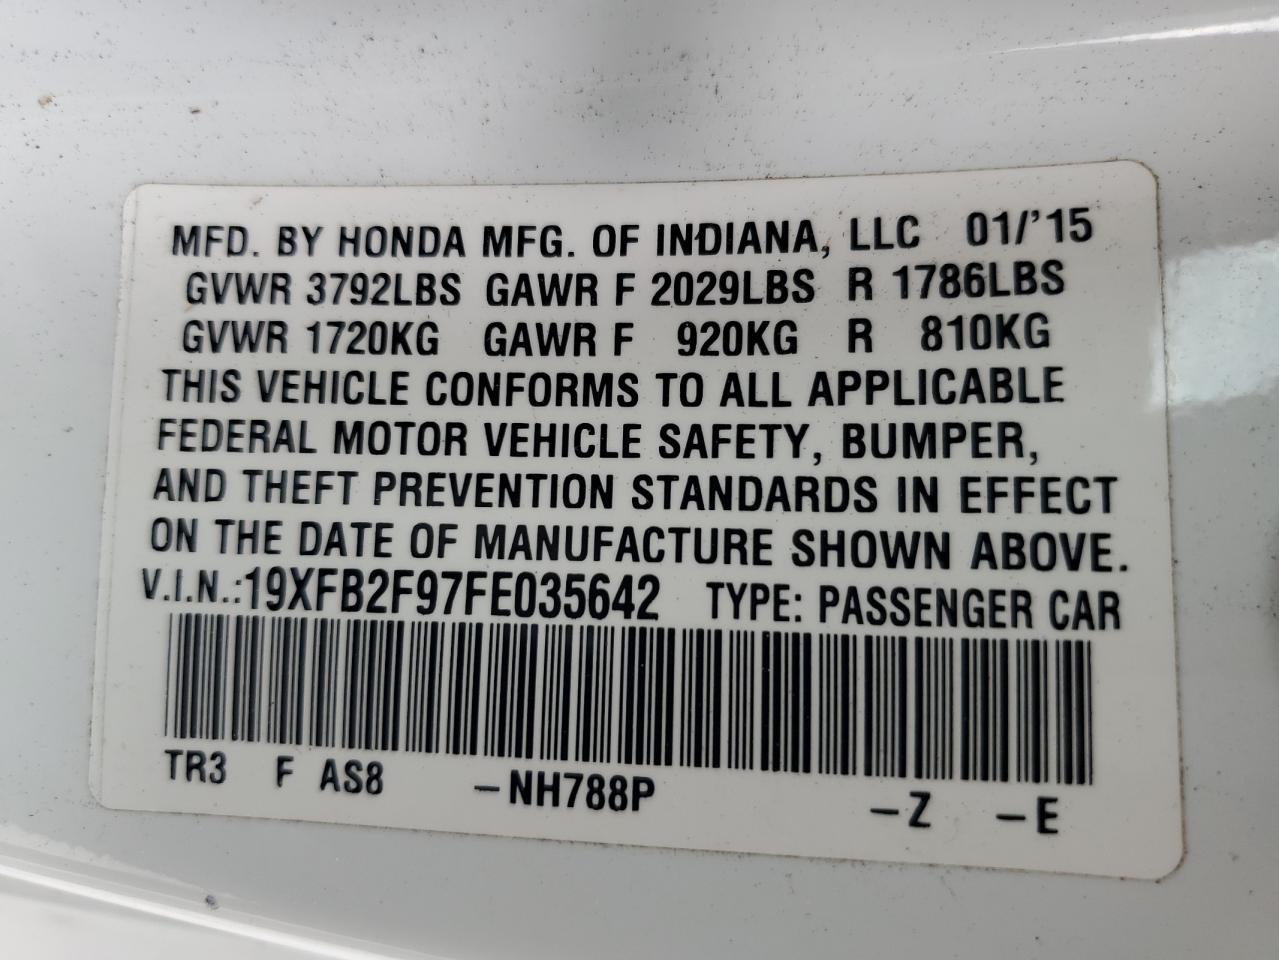 MFD. BY HONDA MFG. OF INDIANA, LLC 01/'15
GVWR 3792LBS GAWR F 2029LBS R 1786LBS
GVWR 1720KG GAWR F 920KG R 810KG
THIS VEHICLE CONFORMS TO ALL APPLICABLE
FEDERAL MOTOR VEHICLE SAFETY, BUMPER,
AND THEFT PREVENTION STANDARDS IN EFFECT
ON THE DATE OF MANUFACTURE SHOWN ABOVE.
V.I.N.:19XFB2F97FE035642 TYPE: PASSENGER CAR
TR3 F AS8 -NH788P -Z -E